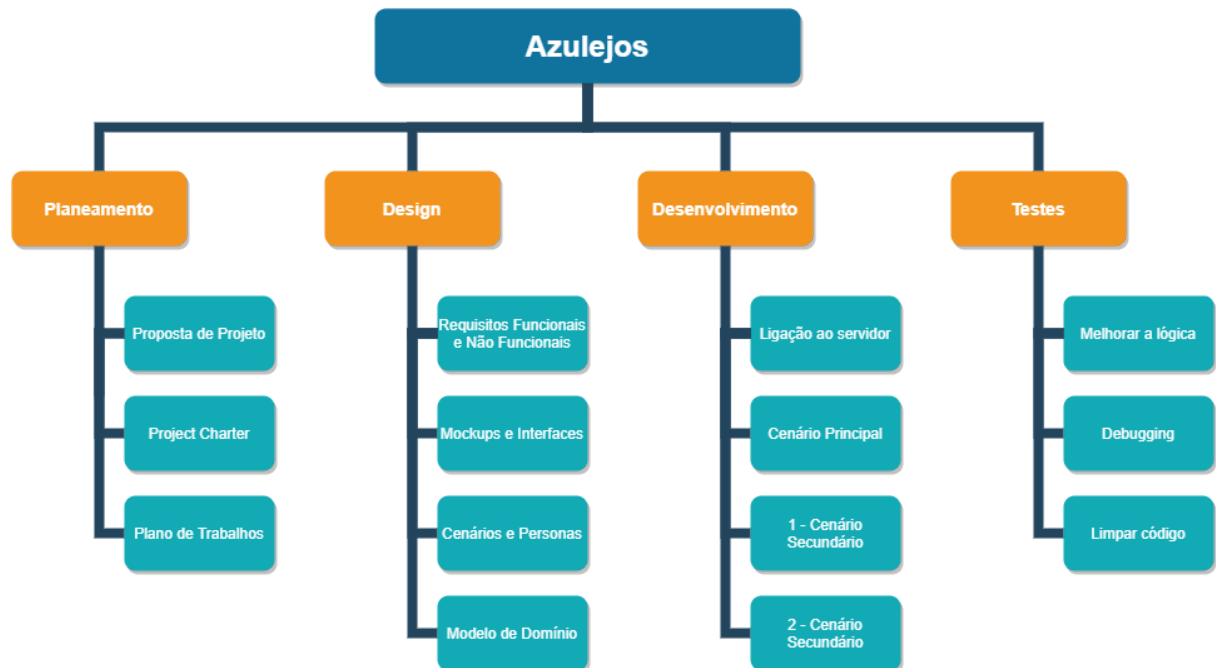 Azulejos
Planeamento
Design
Desenvolvimento
Testes
Proposta de Projeto
Project Charter
Plano de Trabalhos
Requisitos Funcionais
e Não Funcionais
Mockups e Interfaces
Cenários e Personas
Modelo de Domínio
Ligação ao servidor
Cenário Principal
1 - Cenário
Secundário
2 - Cenário
Secundário
Melhorar a lógica
Debugging
Limpar código